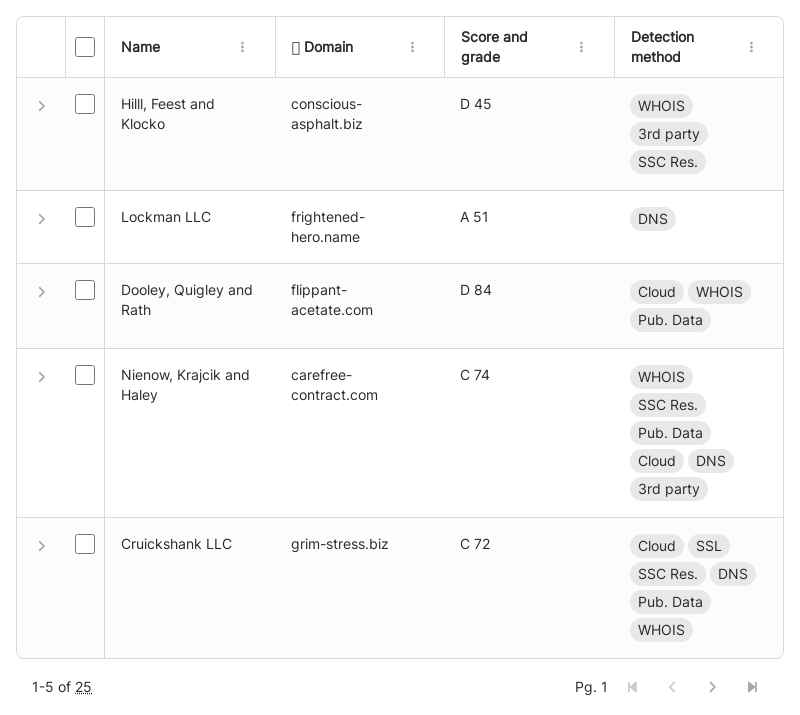 Name
Domain
Score and
grade
Detection
method
Hilll, Feest and
Klocko
conscious-
asphalt.biz
D 45
WHOIS
3rd party
SSC Res.
Lockman LLC
frightened-
hero.name
A 51
DNS
Dooley, Quigley and
Rath
flippant-
acetate.com
D 84
Cloud WHOIS
Pub. Data
Nienow, Krajcik and
Haley
carefree-
contract.com
C 74
WHOIS
SSC Res.
Pub. Data
Cloud DNS
3rd party
Cruickshank LLC
grim-stress.biz
C 72
Cloud SSL
SSC Res. DNS
Pub. Data
WHOIS
1-5 of 25
Pg. 1